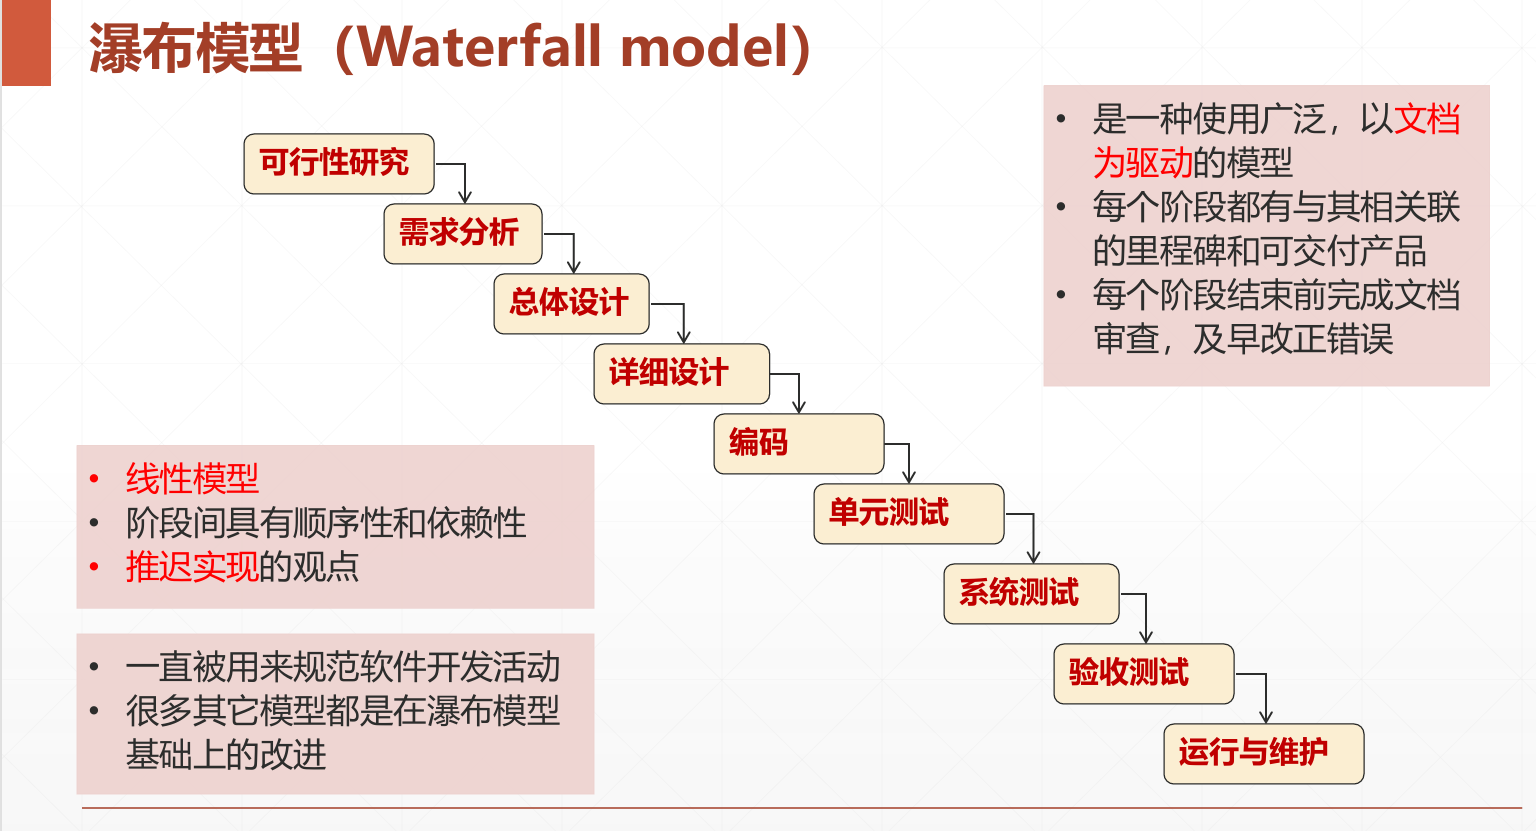 瀑布模型（Waterfall model）
可行性研究
需求分析
总体设计
详细设计
编码
单元测试
系统测试
验收测试
运行与维护
• 是一种使用广泛，以文档
为驱动的模型
• 每个阶段都有与其相关联
的里程碑和可交付产品
• 每个阶段结束前完成文档
审查，及早改正错误
• 线性模型
• 阶段间具有顺序性和依赖性
• 推迟实现的观点
• 一直被用来规范软件开发活动
• 很多其它模型都是在瀑布模型
基础上的改进